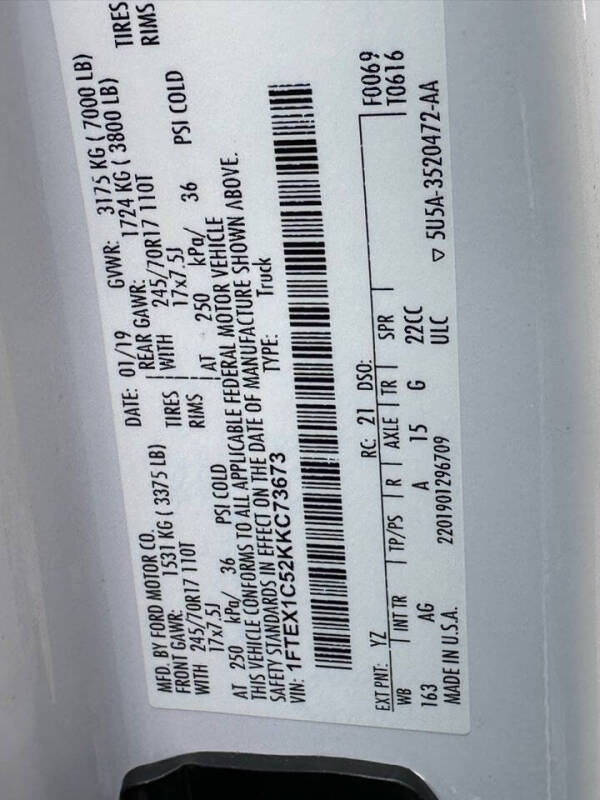 MFD. BY FORD MOTOR CO. DATE: 01/19 GVWR: 3175 KG ( 7000 LB)
FRONT GAWR: 1531 KG ( 3375 LB) REAR GAWR: 1724 KG ( 3800 LB)
WITH 245/70R17 110T TIRES WITH 245/70R17 110T TIRES
17x7.5J RIMS 17x7.5J RIMS
AT 250 kPa/ 36 PSI COLD AT 250 kPa/ 36 PSI COLD
THIS VEHICLE CONFORMS TO ALL APPLICABLE FEDERAL MOTOR VEHICLE
SAFETY STANDARDS IN EFFECT ON THE DATE OF MANUFACTURE SHOWN ABOVE.
VIN: 1FTEX1C52KKC73673 TYPE: Truck
F0069
T0616
EXT PNT: YZ RC: 21 DSO:
WB | INT TR | TP/PS | R | AXLE | TR | SPR
163 AG A 15 G 22CC
MADE IN U.S.A. 2201901296709 ULC ▽ 5U5A-3520472-AA